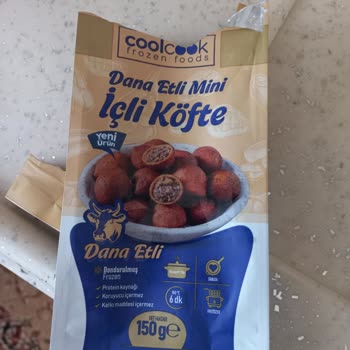 coolcook
frozen foods
Dana Etli Mini
İçli Köfte
Yeni
ürün
Dana Etli
Dondurulmuş
Frozen
• Protein kaynağı
• Koruyucu içermez
• Katkı maddesi içermez
6 dk
150g e